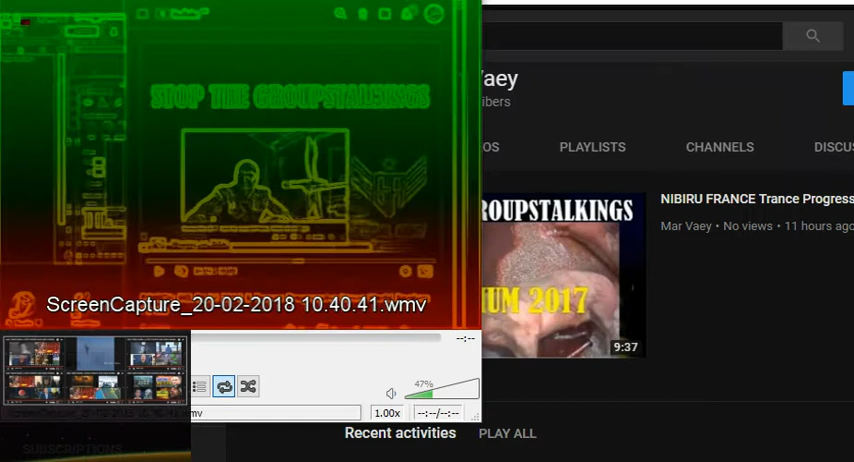 STOP THE GROUPSTALKINGS
ScreenCapture_20-02-2018 10.40.41.wmv
--:--
47%
1.00x
--:--/--:--
SUBSCRIPTIONS
Vaey
ibers
OS
PLAYLISTS
CHANNELS
DISCUS
ROUPSTALKINGS
IUM 2017
9:37
NIBIRU FRANCE Trance Progress
Mar Vaey • No views • 11 hours ago
Recent activities
PLAY ALL